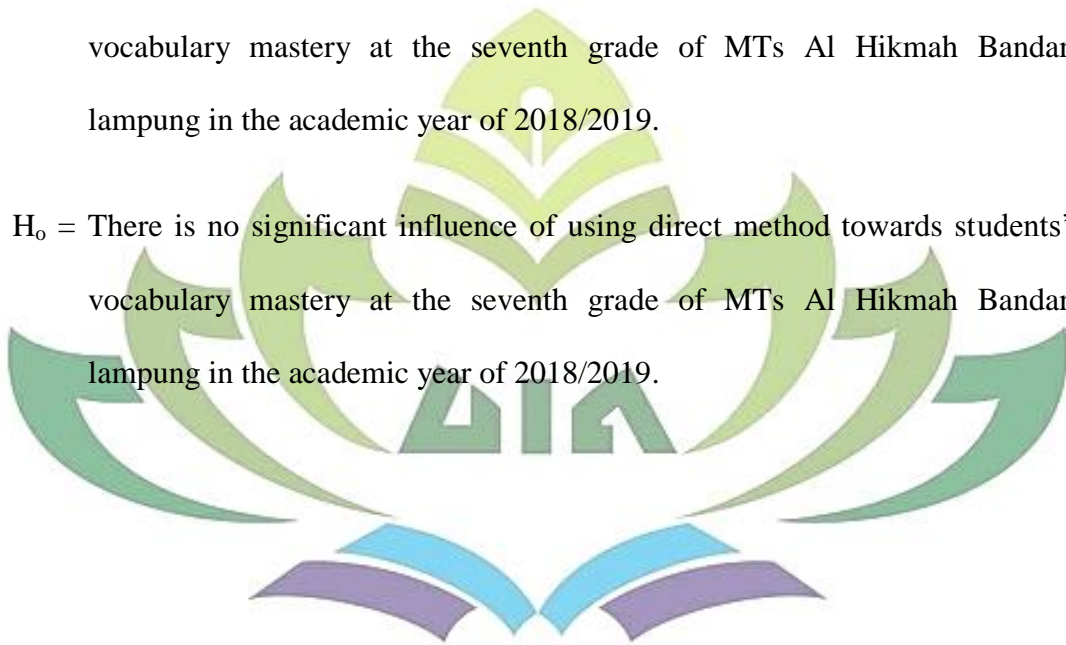 vocabulary mastery at the seventh grade of MTs Al Hikmah Bandar
lampung in the academic year of 2018/2019.
Ho = There is no significant influence of using direct method towards students’
vocabulary mastery at the seventh grade of MTs Al Hikmah Bandar
lampung in the academic year of 2018/2019.